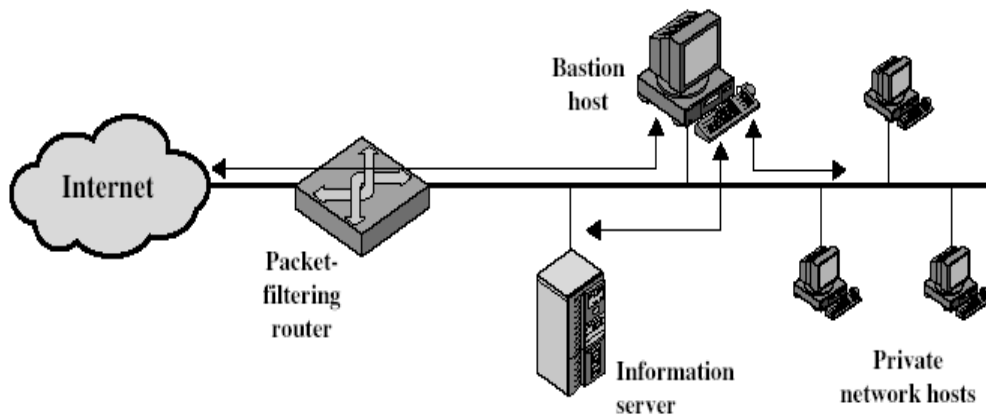 Bastion
host
Internet
Packet-
filtering
router
Information
server
Private
network hosts